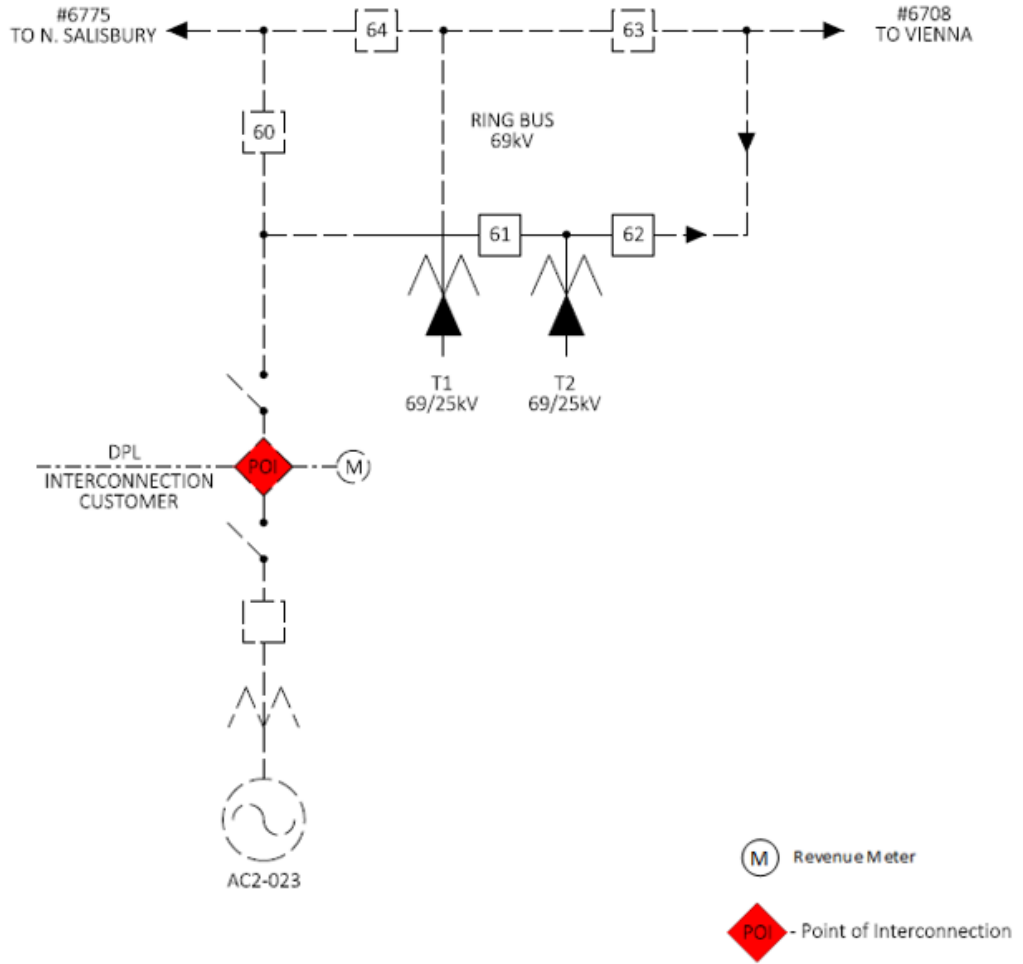 #6775
TO N. SALISBURY
64
63
#6708
TO VIENNA
60
RING BUS
69kV
61
62
T1
69/25kV
T2
69/25kV
DPL
POI
M
INTERCONNECTION
CUSTOMER
AC2-023
M Revenue Meter
POI - Point of Interconnection